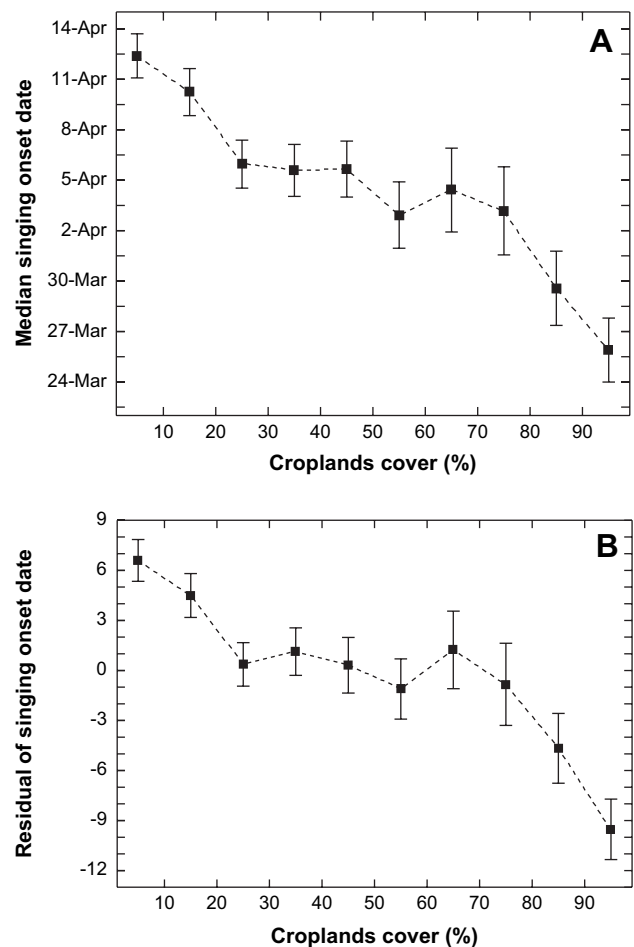 A
Median singing onset date
14-Apr
11-Apr
8-Apr
5-Apr
2-Apr
30-Mar
27-Mar
24-Mar
10 20 30 40 50 60 70 80 90
Croplands cover (%)
B
Residual of singing onset date
9
6
3
0
-3
-6
-9
-12
10 20 30 40 50 60 70 80 90
Croplands cover (%)